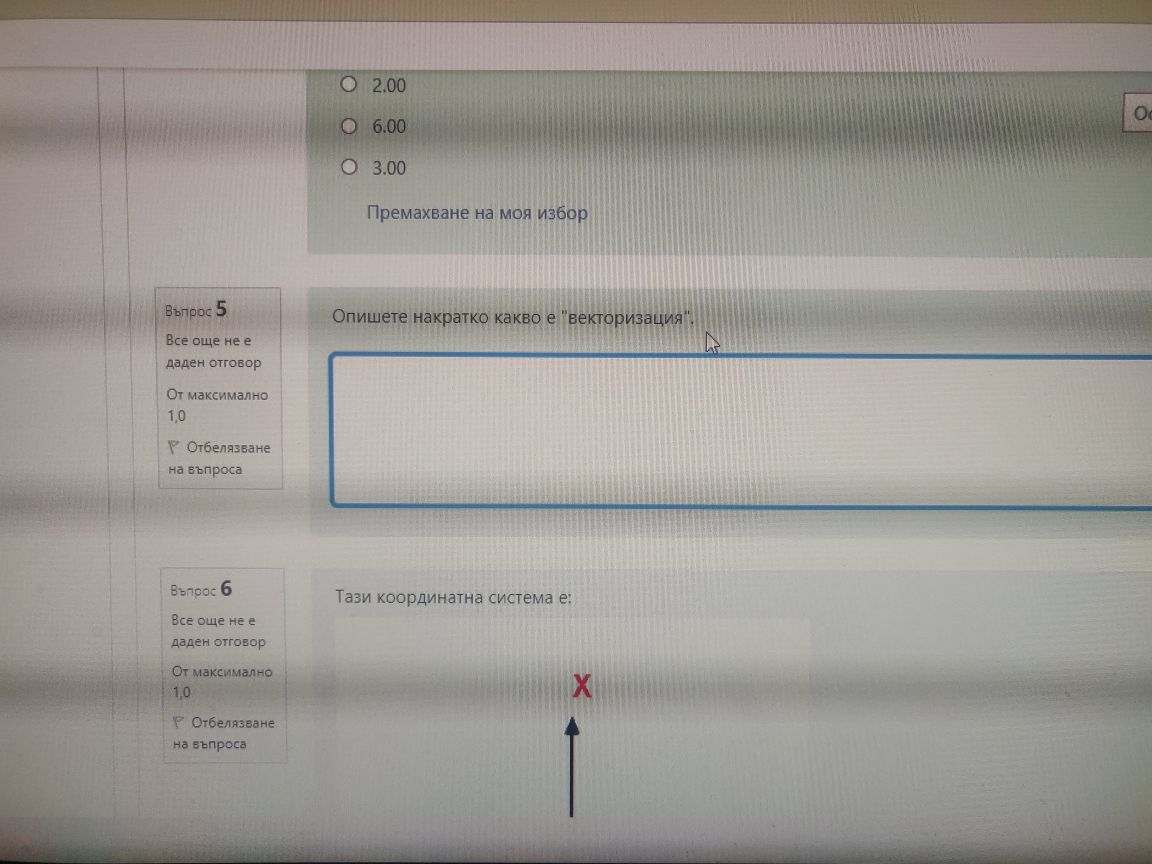 2.00
6.00
3.00
Премахване на моя избор
Въпрос 5
Все още не е
даден отговор
От максимално
1,0
Отбелязване
на въпроса
Опишете накратко какво е "векторизация".
Въпрос 6
Все още не е
даден отговор
От максимално
1,0
Отбелязване
на въпроса
Тази координатна система е:
X